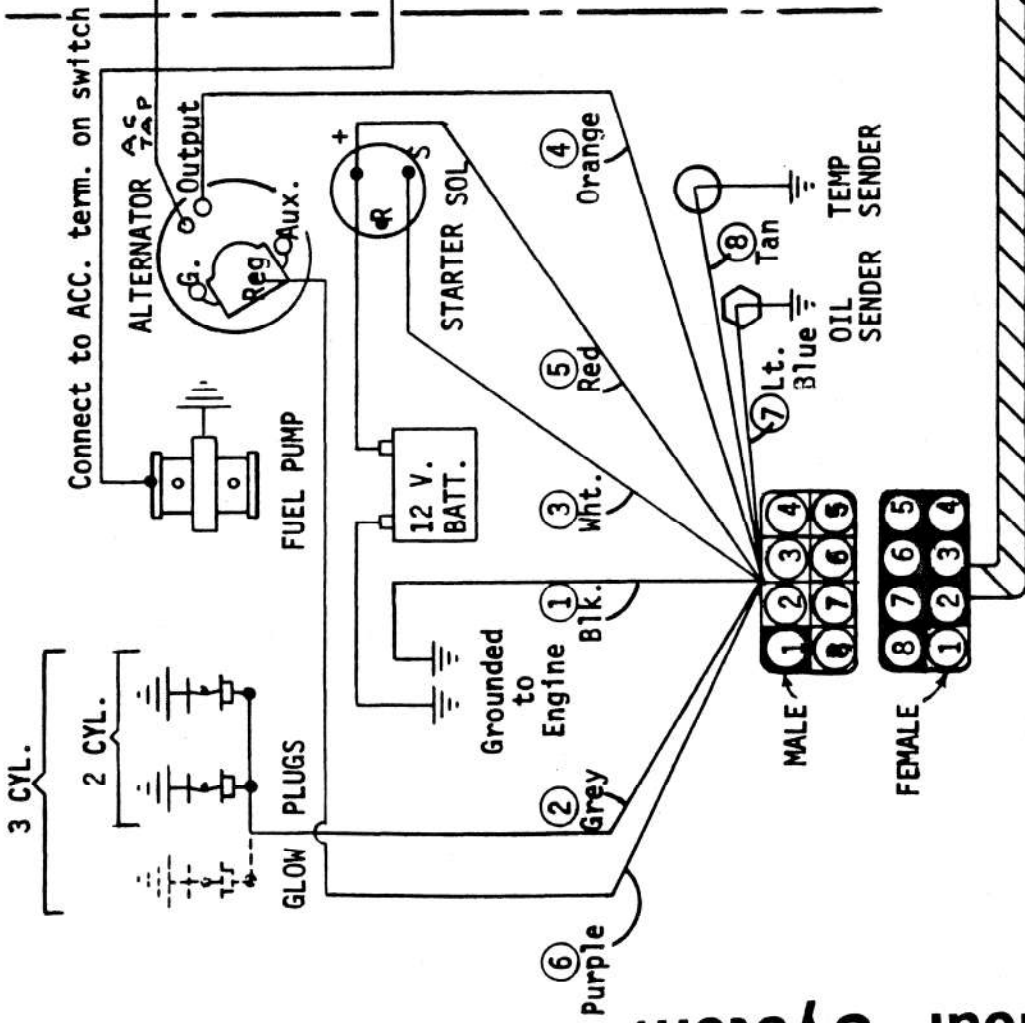 Connect to ACC. term. on switch
ALTERNATOR
AC
TAP
Output
G.
Reg
Aux.
FUEL PUMP
STARTER SOL
+
R
S
12 V.
BATT.
3 CYL.
2 CYL.
GLOW PLUGS
Grounded
to
Engine
6
Purple
2
Grey
1
Blk.
3
Wht.
5
Red
4
Orange
7
Lt.
Blue
8
Tan
OIL
SENDER
TEMP
SENDER
MALE
1 2 3 4
8 7 6 5
FEMALE
8 7 6 5
1 2 3 4